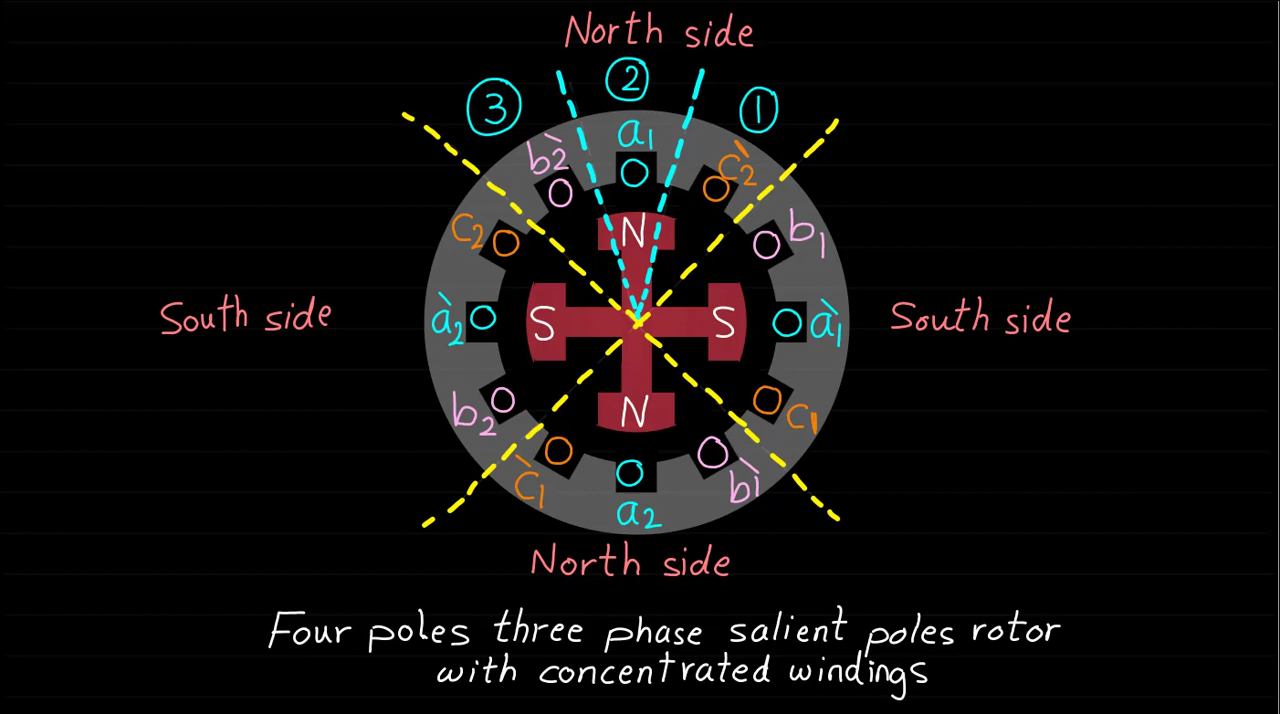 North side
3
2
1
a1
b̀2
c̀2
c2
b1
N
South side
à2
S
S
à1
South side
b2
N
c1
c̀1
b̀1
a2
North side
Four poles three phase salient poles rotor
with concentrated windings